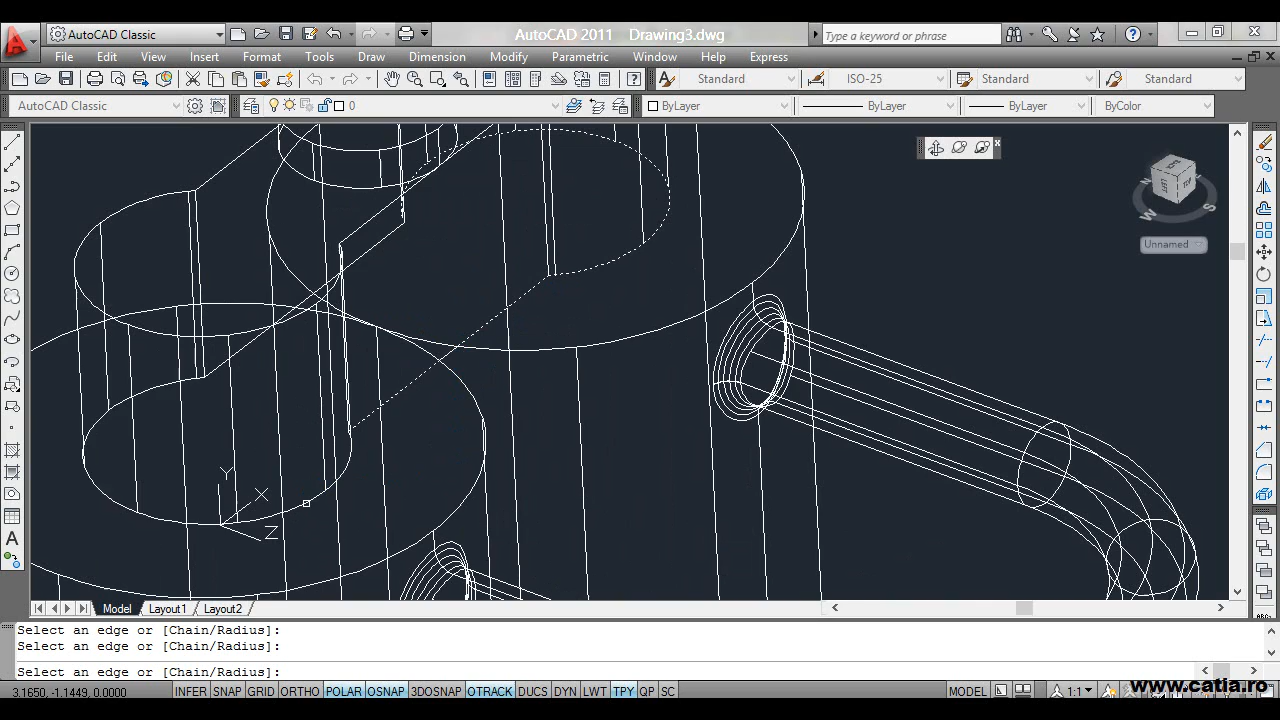 AutoCAD Classic
AutoCAD 2011 Drawing3.dwg
Type a keyword or phrase
File Edit View Insert Format Tools Draw Dimension Modify Parametric Window Help Express
Standard ISO-25 Standard Standard
AutoCAD Classic 0 ByLayer ByLayer ByLayer ByColor
W S
Unnamed
Y
X
Z
Model Layout1 Layout2
Select an edge or [Chain/Radius]:
Select an edge or [Chain/Radius]:
Select an edge or [Chain/Radius]:
3.1650, -1.1449, 0.0000 INFER SNAP GRID ORTHO POLAR OSNAP 3DOSNAP OTRACK DUCS DYN LWT TPY QP SC MODEL 1:1
www.catia.ro